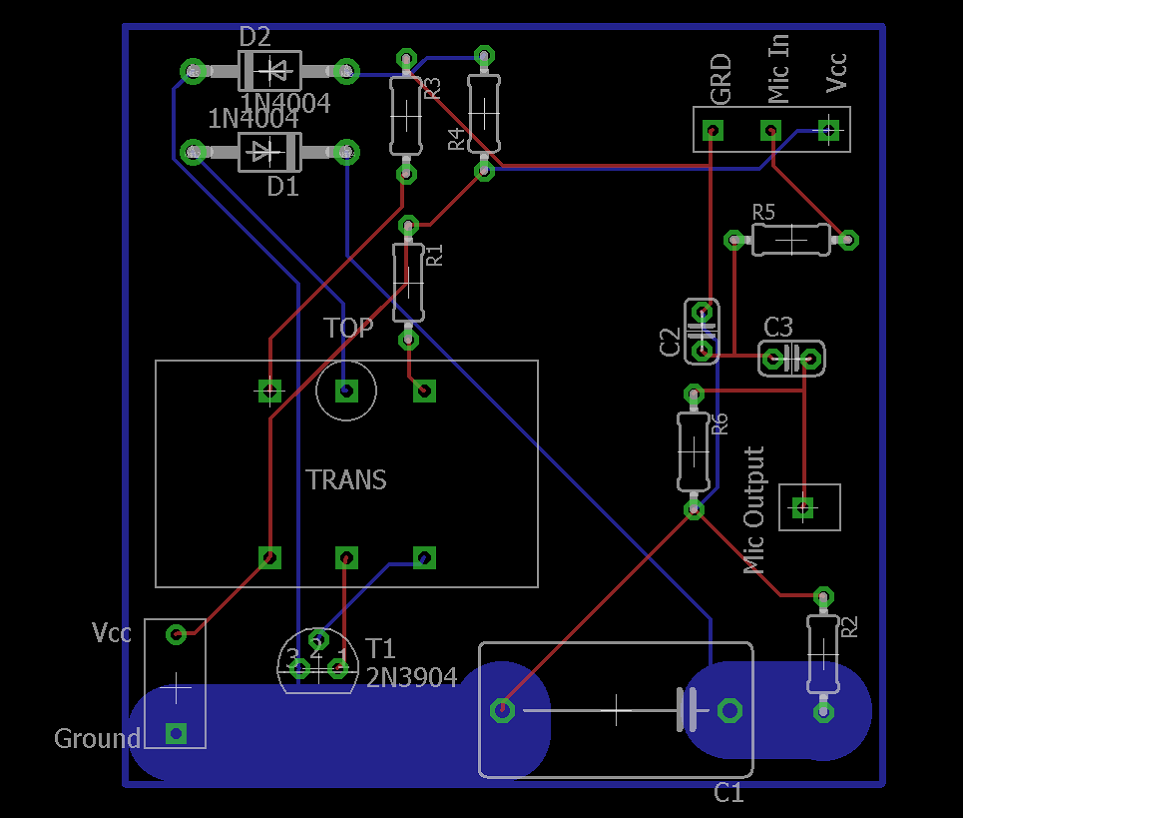 D2
1N4004
1N4004
D1
R3
R4
GRD
Mic In
Vcc
R5
R1
TOP
C2
C3
TRANS
R6
Mic Output
Vcc
3 2 1
T1
2N3904
R2
Ground
C1